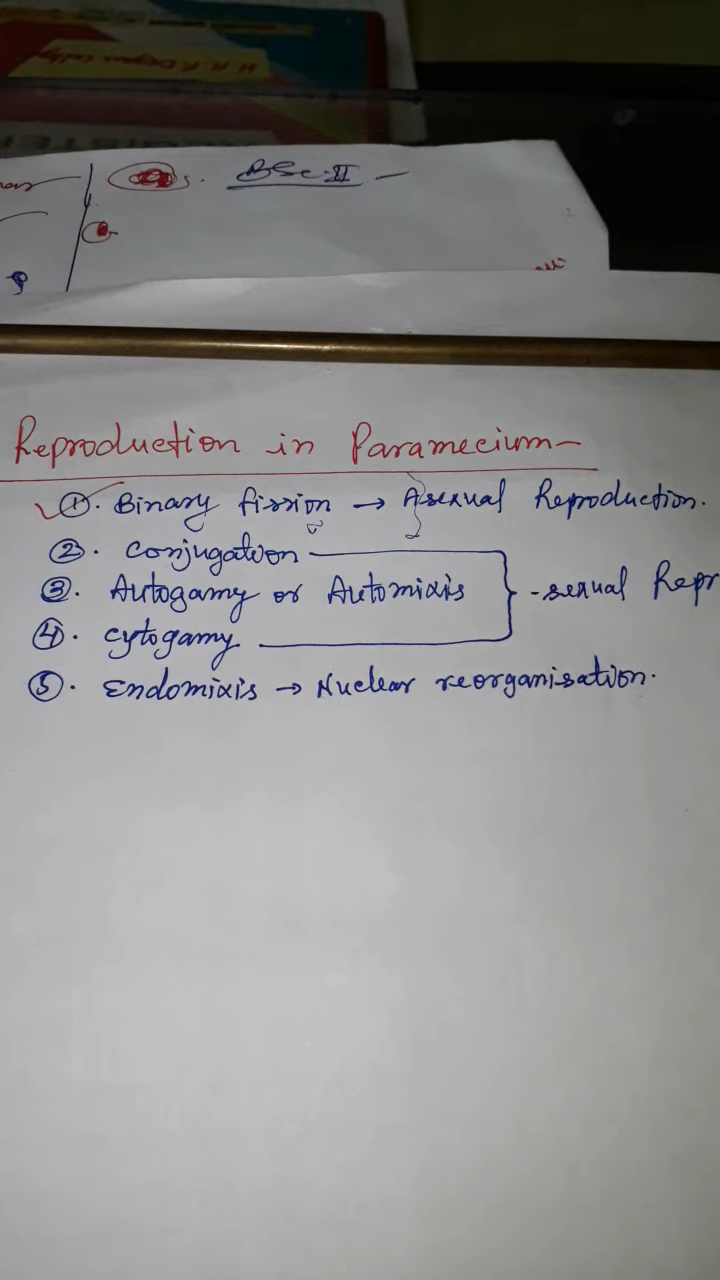 BSc-II -
Reproduction in Paramecium-
①. Binary fission → Asexual Reproduction.
②. Conjugation
③. Autogamy or Automixis - sexual Repr
④. Cytogamy
⑤. Endomixis → Nuclear reorganisation.